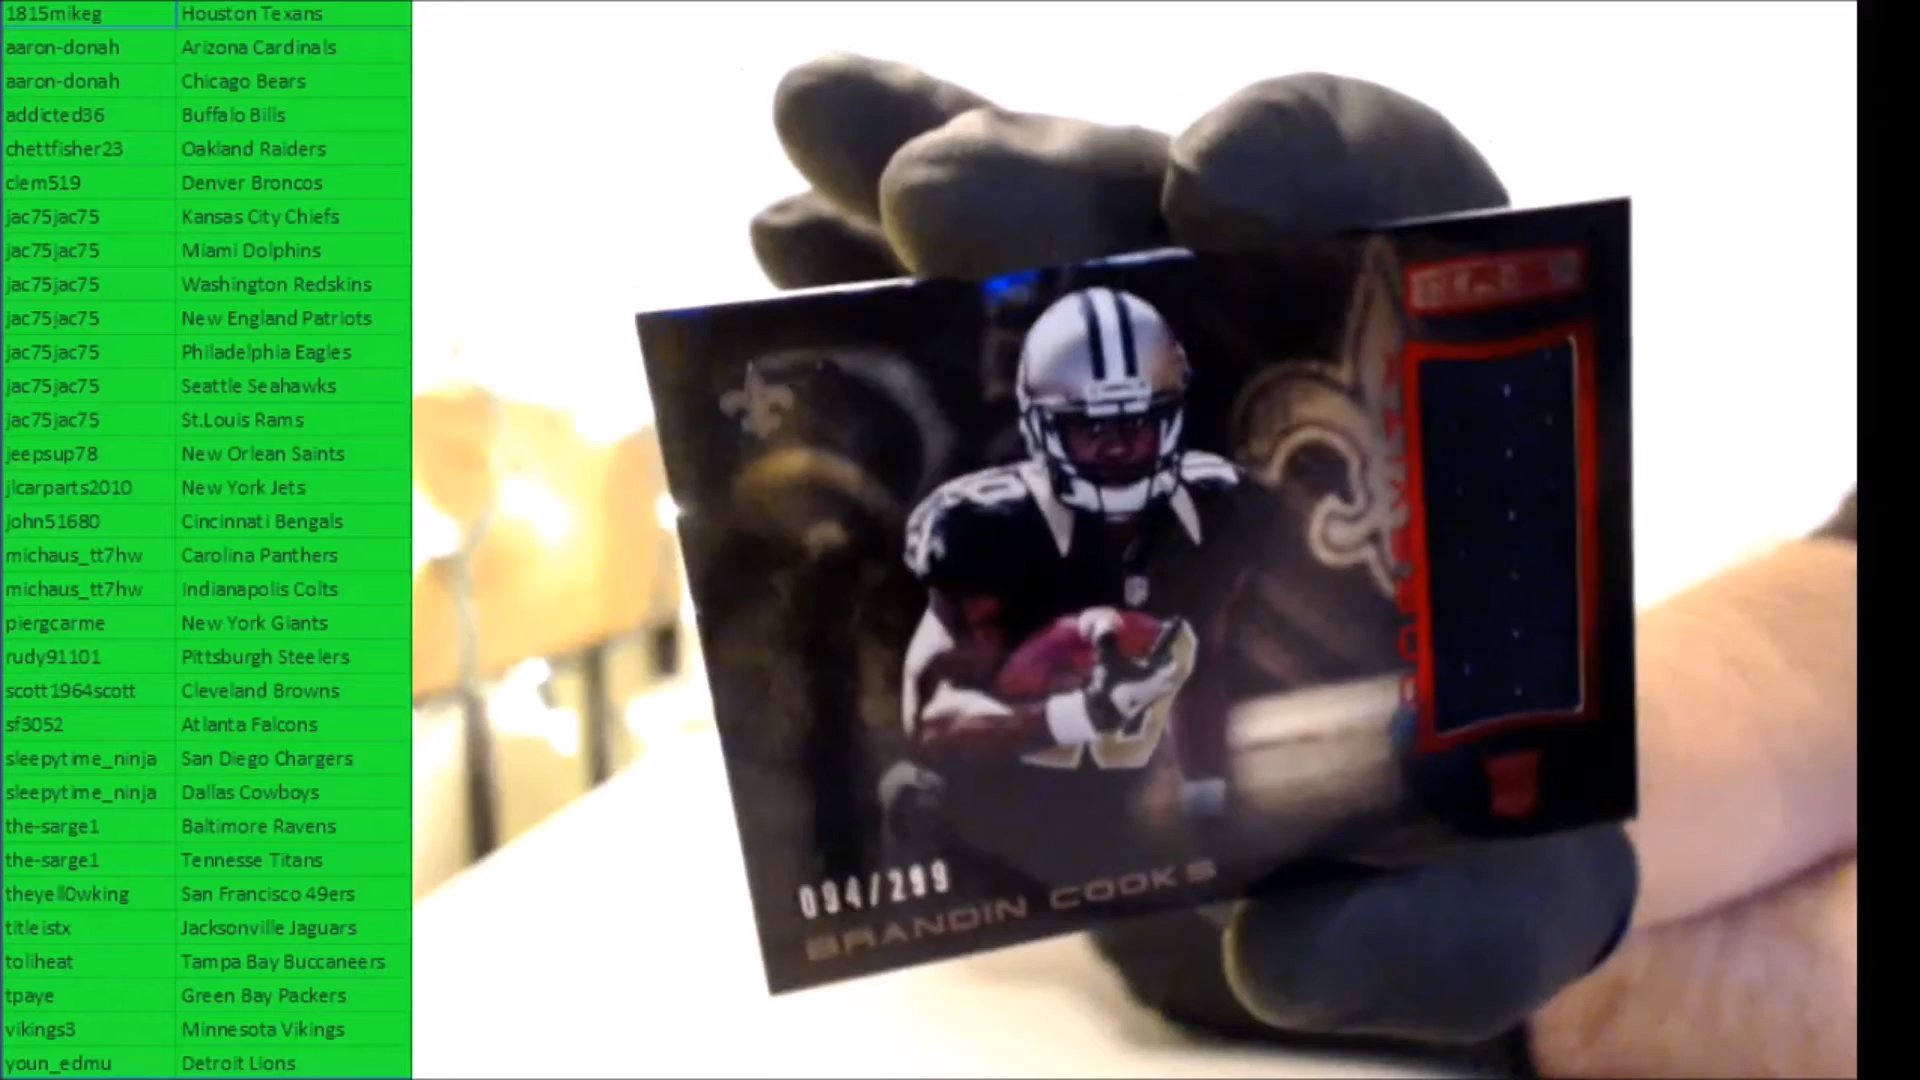 1815mikeg Houston Texans
aaron-donah Arizona Cardinals
aaron-donah Chicago Bears
addicted36 Buffalo Bills
chettfisher23 Oakland Raiders
clem519 Denver Broncos
jac75jac75 Kansas City Chiefs
jac75jac75 Miami Dolphins
jac75jac75 Washington Redskins
jac75jac75 New England Patriots
jac75jac75 Philadelphia Eagles
jac75jac75 Seattle Seahawks
jac75jac75 St.Louis Rams
jeepsup78 New Orlean Saints
jlcarparts2010 New York Jets
john51680 Cincinnati Bengals
michaus_tt7hw Carolina Panthers
michaus_tt7hw Indianapolis Colts
piergcarme New York Giants
rudy91101 Pittsburgh Steelers
scott1964scott Cleveland Browns
sf3052 Atlanta Falcons
sleepytime_ninja San Diego Chargers
sleepytime_ninja Dallas Cowboys
the-sarge1 Baltimore Ravens
the-sarge1 Tennesse Titans
theyell0wking San Francisco 49ers
titleistx Jacksonville Jaguars
toliheat Tampa Bay Buccaneers
tpaye Green Bay Packers
vikings3 Minnesota Vikings
youn_edmu Detroit Lions
094/299
BRANDIN COOKS